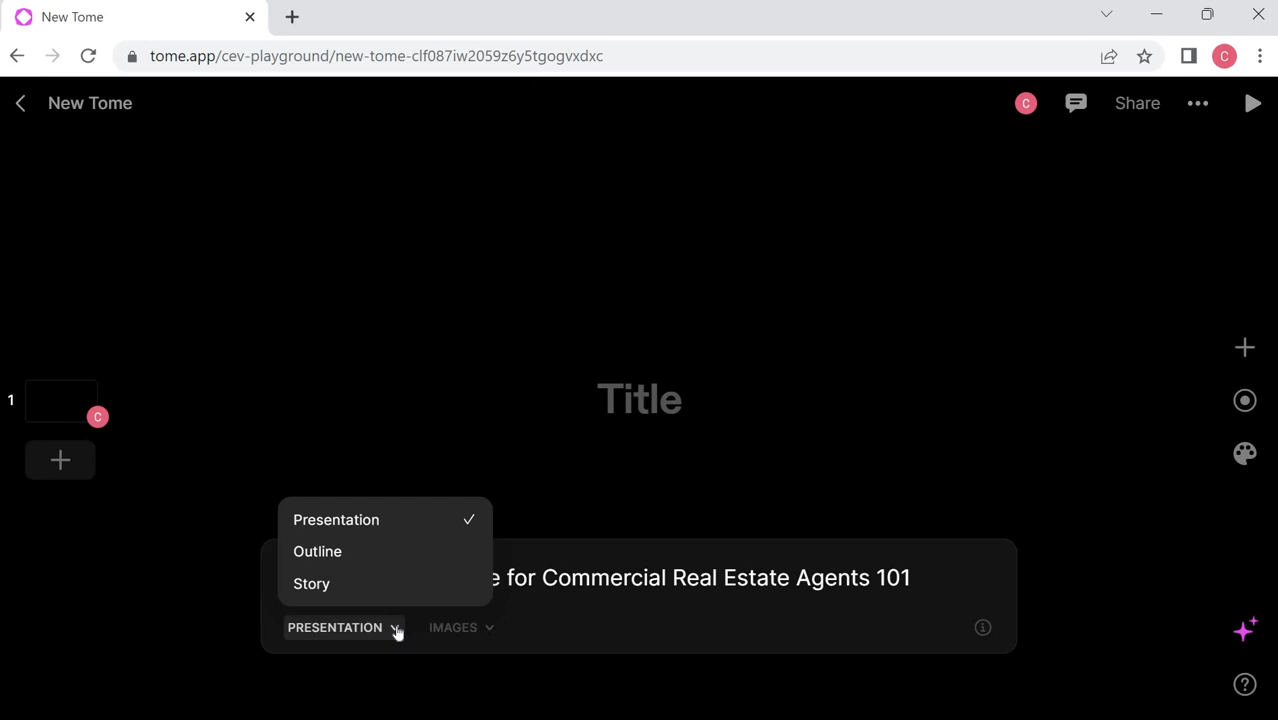 New Tome
tome.app/cev-playground/new-tome-clf087iw2059z6y5tgogvxdxc
C
New Tome
C
Share
Title
1
C
Presentation
Outline
Story
for Commercial Real Estate Agents 101
PRESENTATION
IMAGES